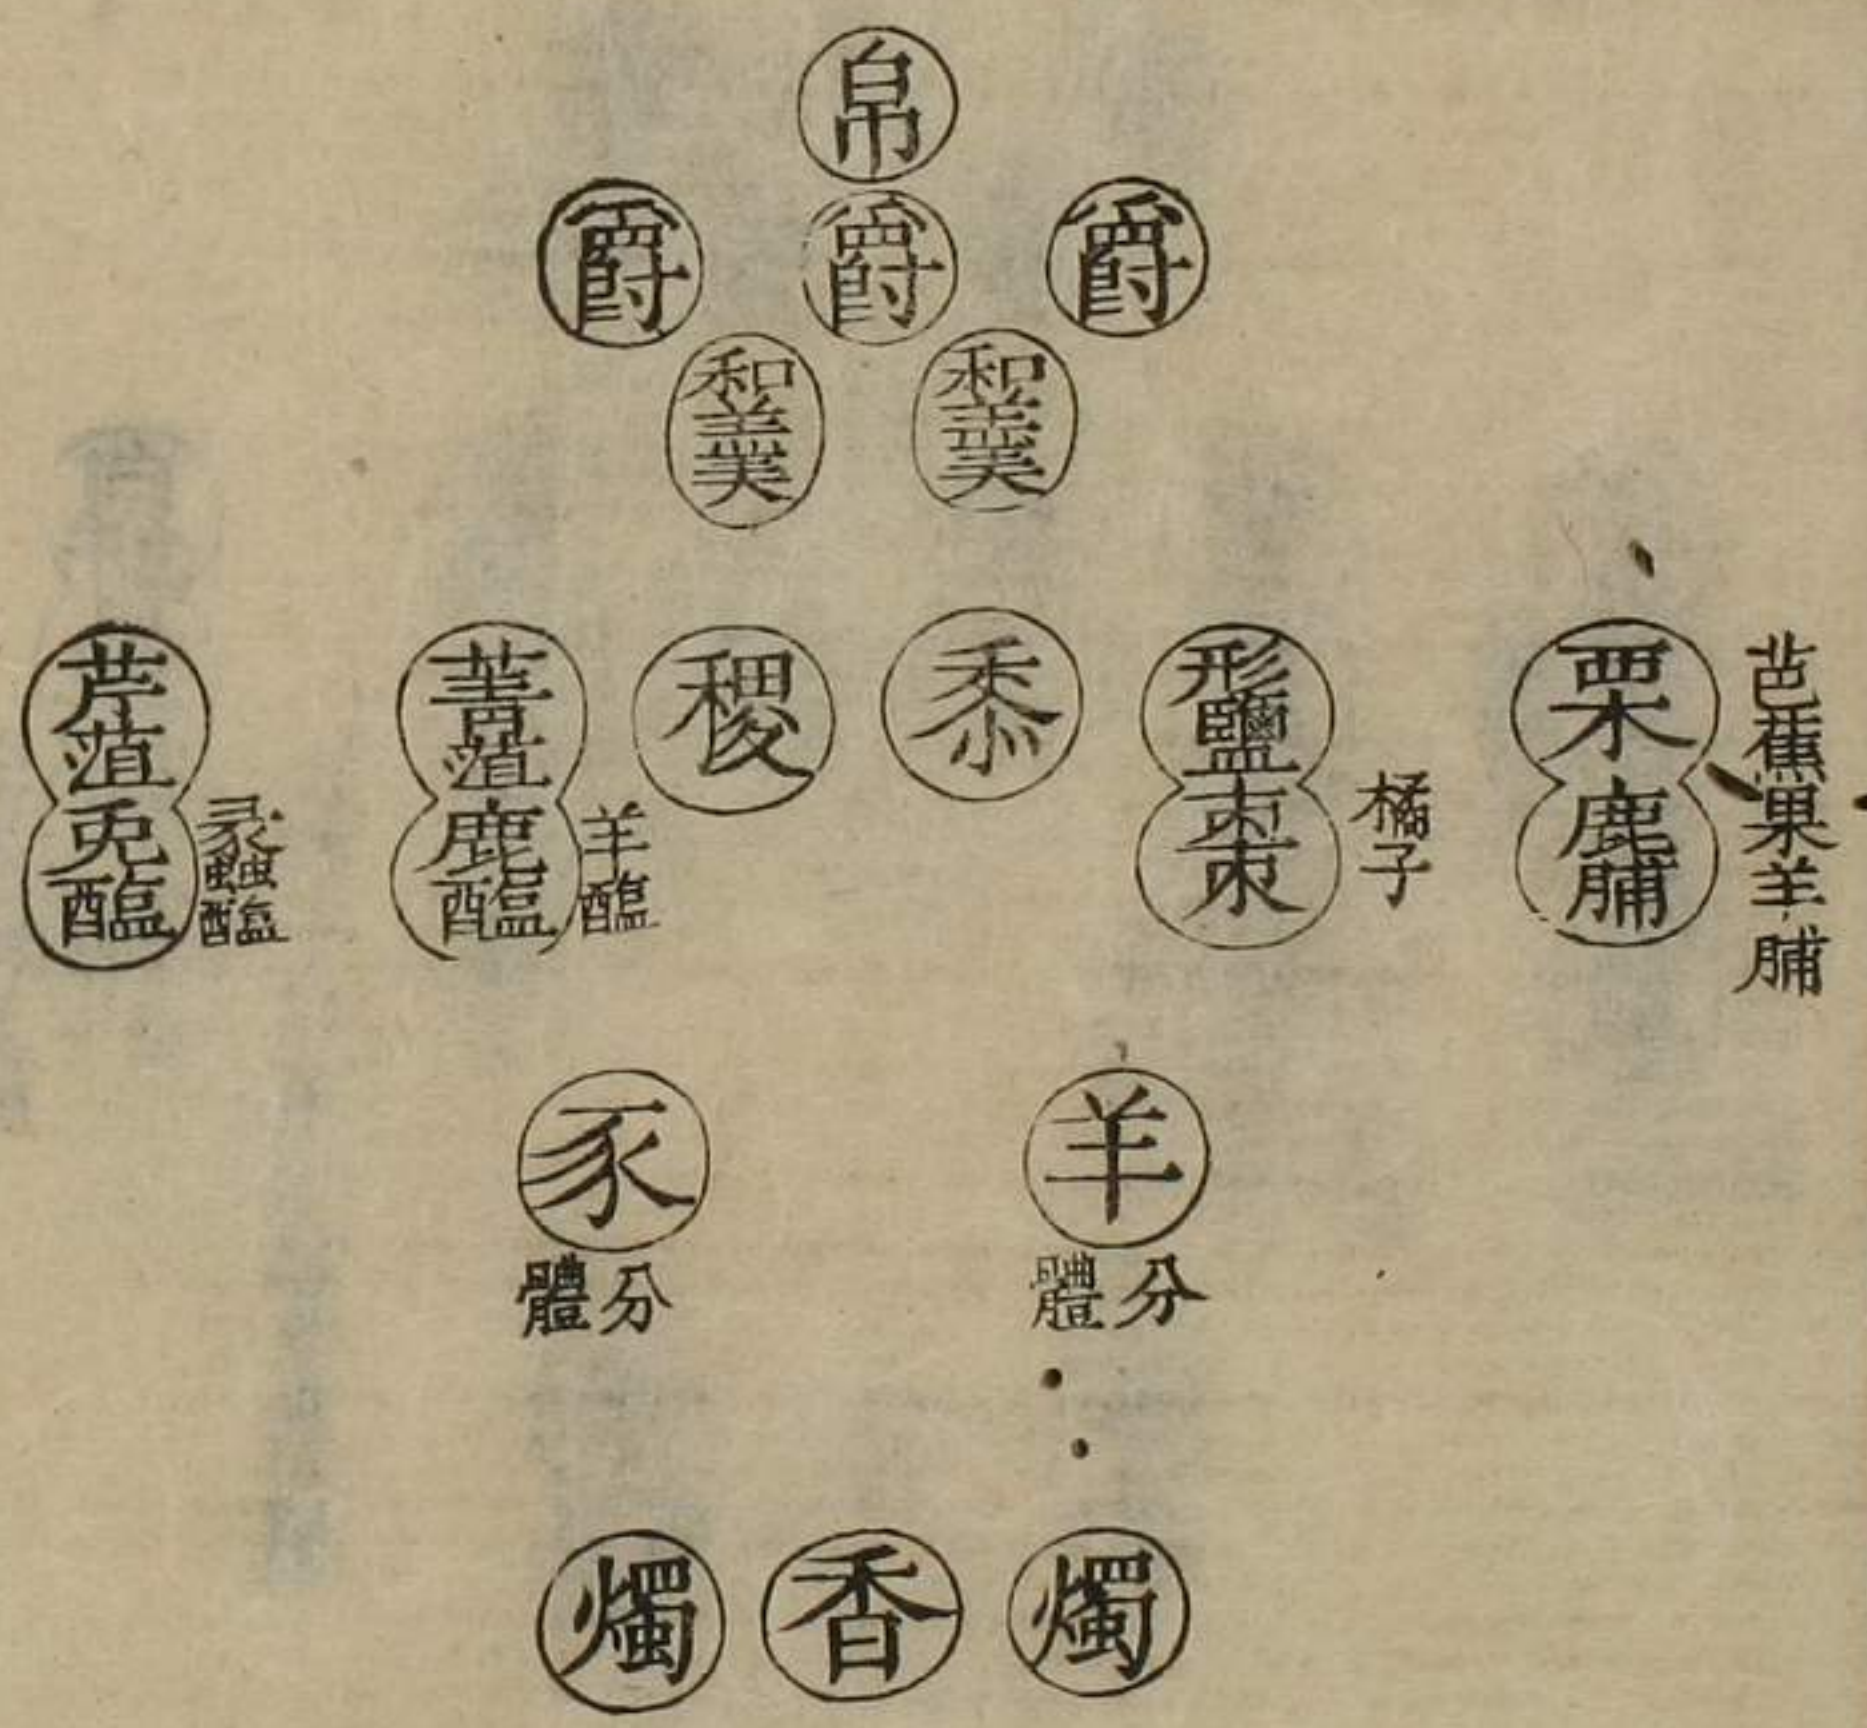 帛
爵
爵
爵
和羹
和羹
芭蕉果羊脯
栗
鹿脯
橘子
形鹽
棗
黍
稷
羊醢
菁菹
鹿醢
蠡醢
芹菹
兔醢
羊
分體
豕
分體
燭
香
燭